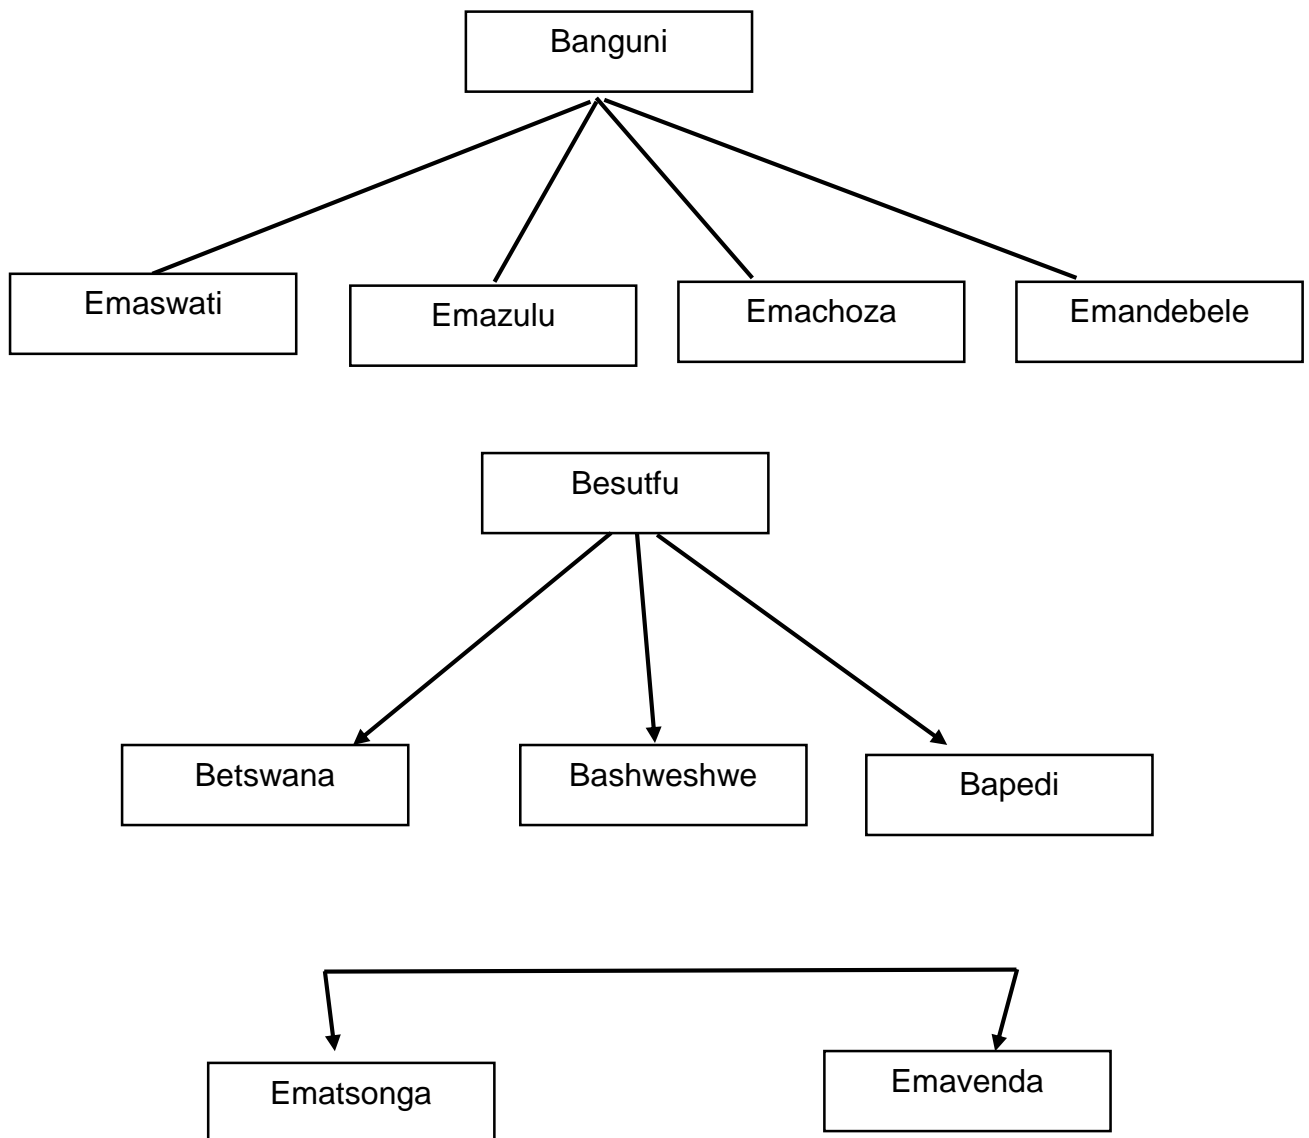 Banguni
Emaswati
Emazulu
Emachoza
Emandebele
Besutfu
Betswana
Bashweshwe
Bapedi
Ematsonga
Emavenda